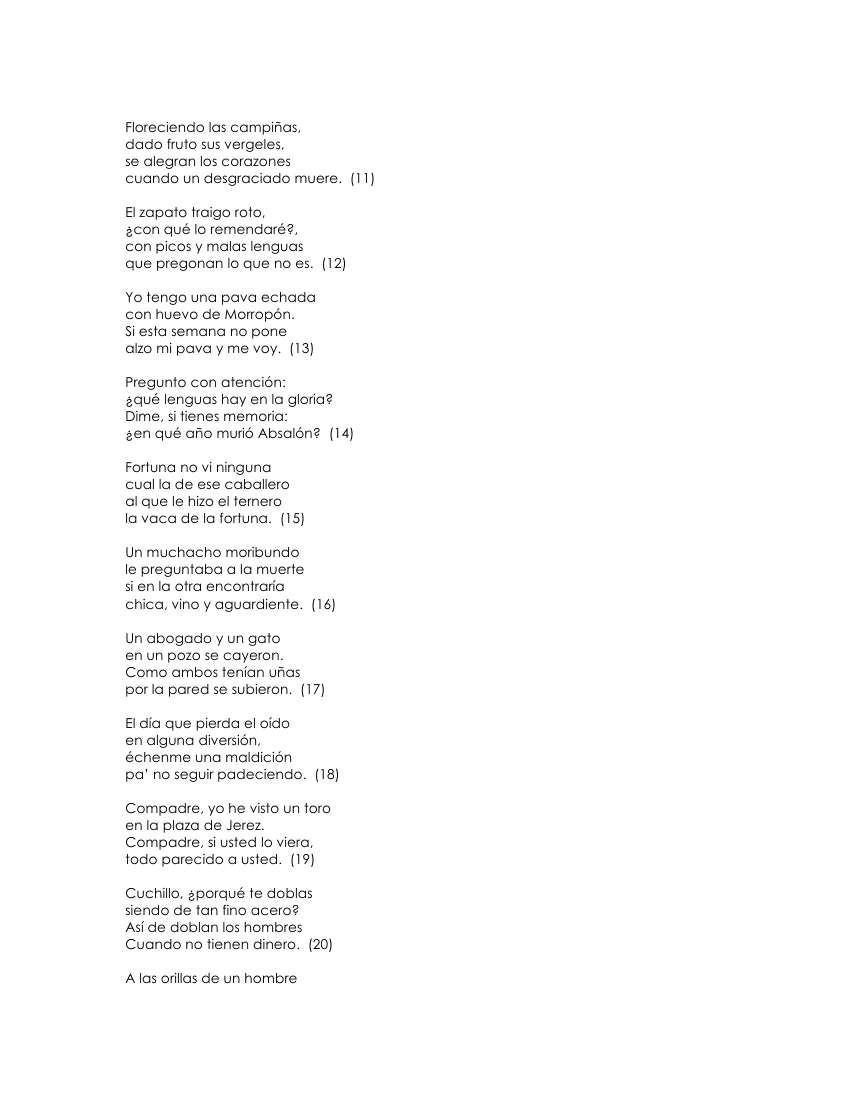 Floreciendo las campiñas,
dado fruto sus vergeles,
se alegran los corazones
cuando un desgraciado muere.  (11)

El zapato traigo roto,
¿con qué lo remendaré?,
con picos y malas lenguas
que pregonan lo que no es.  (12)

Yo tengo una pava echada
con huevo de Morropón.
Si esta semana no pone
alzo mi pava y me voy.  (13)

Pregunto con atención:
¿qué lenguas hay en la gloria?
Dime, si tienes memoria:
¿en qué año murió Absalón?  (14)

Fortuna no vi ninguna
cual la de ese caballero
al que le hizo el ternero
la vaca de la fortuna.  (15)

Un muchacho moribundo
le preguntaba a la muerte
si en la otra encontraría
chica, vino y aguardiente.  (16)

Un abogado y un gato
en un pozo se cayeron.
Como ambos tenían uñas
por la pared se subieron.  (17)

El día que pierda el oído
en alguna diversión,
échenme una maldición
pa' no seguir padeciendo.  (18)

Compadre, yo he visto un toro
en la plaza de Jerez.
Compadre, si usted lo viera,
todo parecido a usted.  (19)

Cuchillo, ¿porqué te doblas
siendo de tan fino acero?
Así de doblan los hombres
Cuando no tienen dinero.  (20)

A las orillas de un hombre